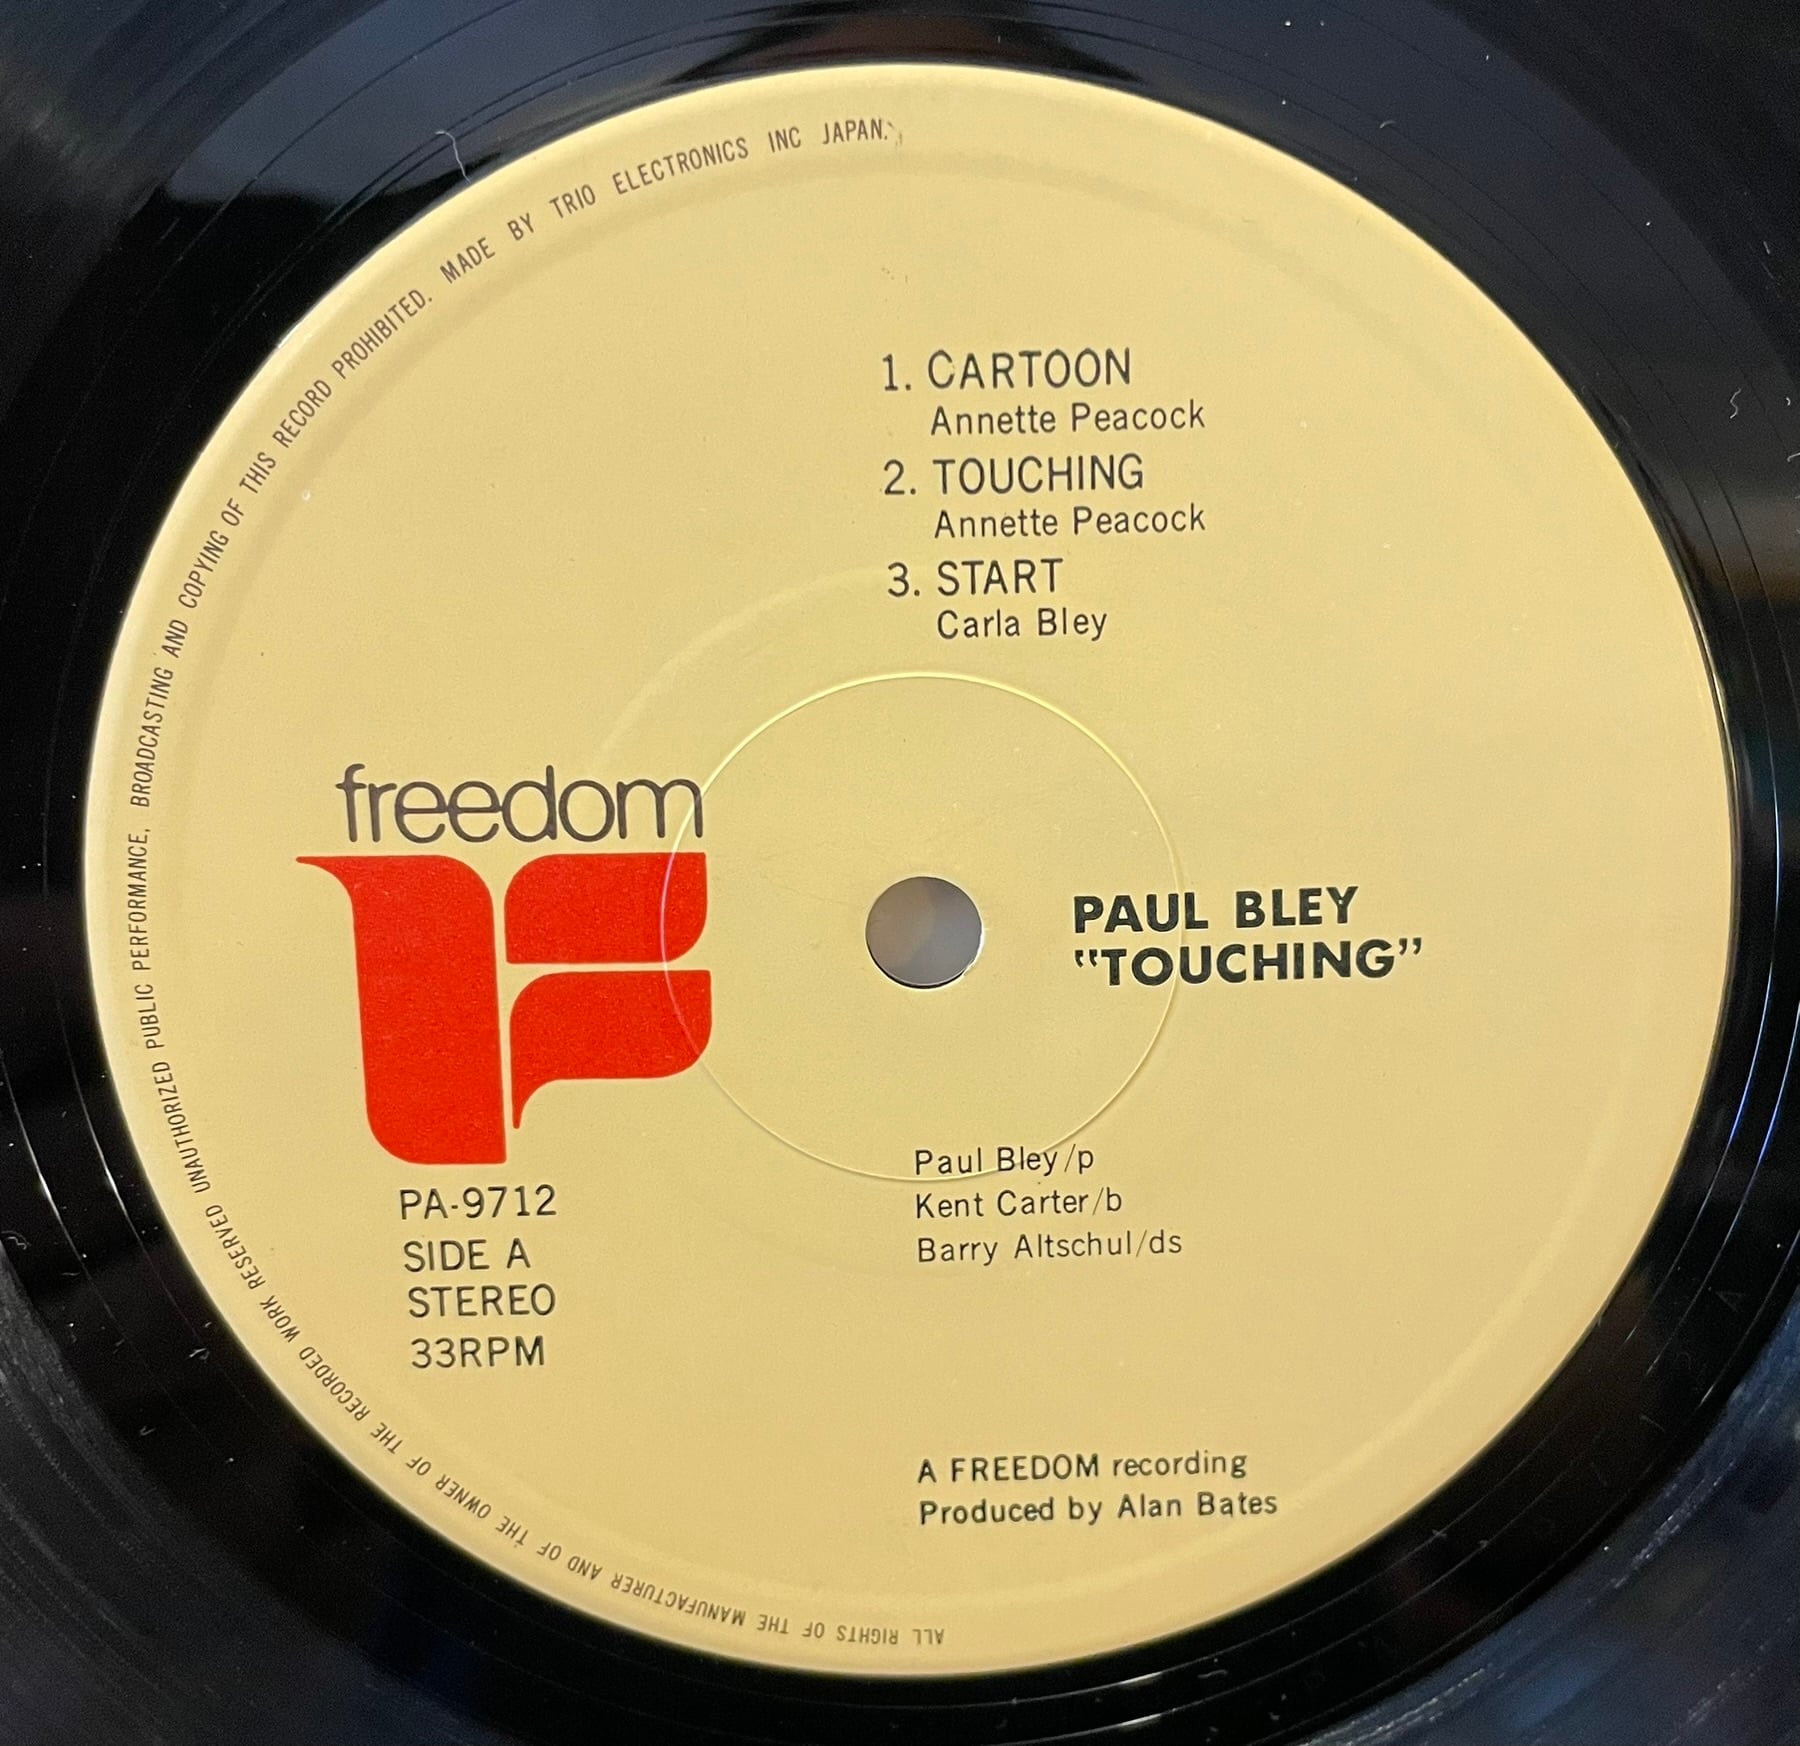 ALL RIGHTS OF THE MANUFACTURER AND OF THE OWNER OF THE RECORDED WORK RESERVED UNAUTHORIZED PUBLIC PERFORMANCE, BROADCASTING AND COPYING OF THIS RECORD PROHIBITED. MADE BY TRIO ELECTRONICS INC JAPAN.
1. CARTOON
Annette Peacock
2. TOUCHING
Annette Peacock
3. START
Carla Bley
freedom
PAUL BLEY
"TOUCHING"
PA-9712
SIDE A
STEREO
33RPM
Paul Bley/p
Kent Carter/b
Barry Altschul/ds
A FREEDOM recording
Produced by Alan Bates